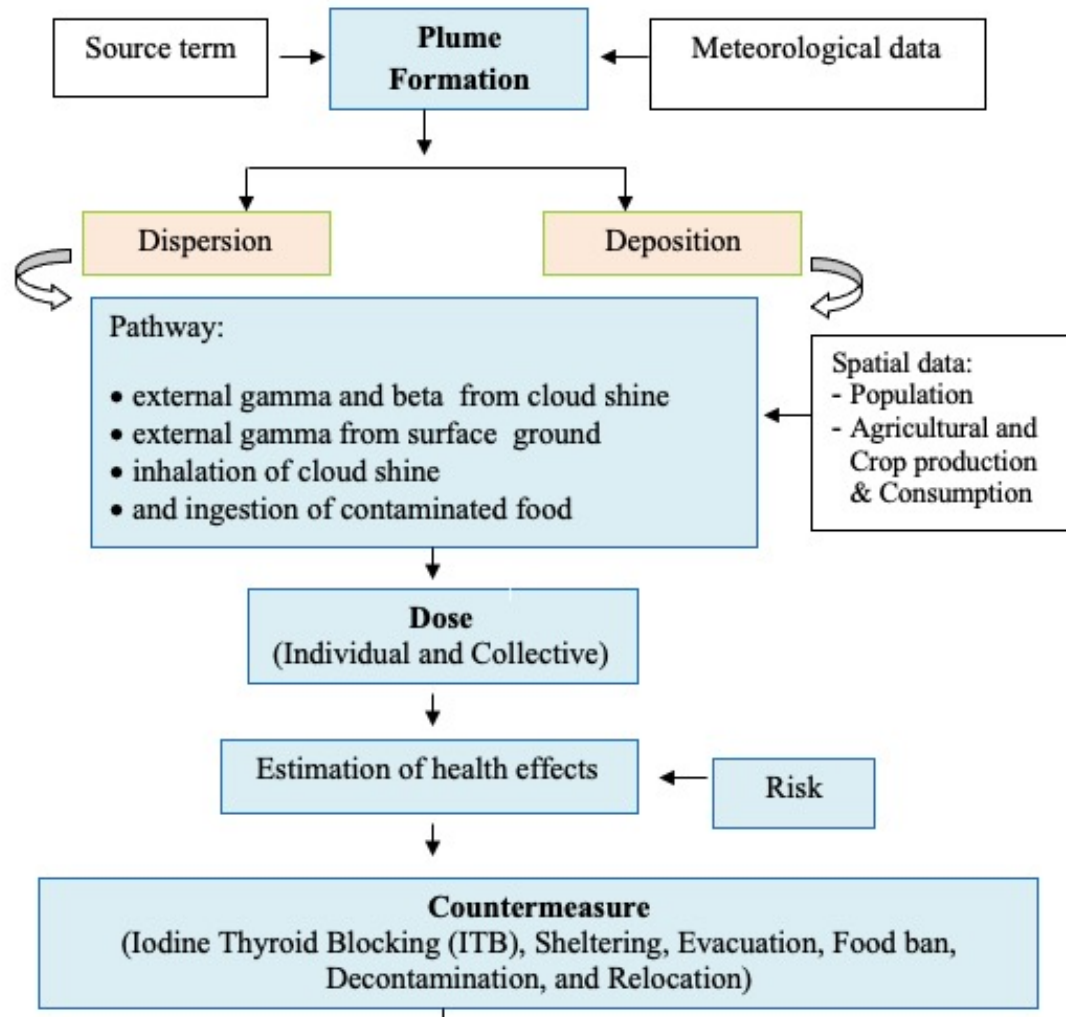 Source term
Plume
Formation
Meteorological data
Dispersion
Deposition
Pathway:
• external gamma and beta from cloud shine
• external gamma from surface ground
• inhalation of cloud shine
• and ingestion of contaminated food
Spatial data:
- Population
- Agricultural and
Crop production
& Consumption
Dose
(Individual and Collective)
Estimation of health effects
Risk
Countermeasure
(Iodine Thyroid Blocking (ITB), Sheltering, Evacuation, Food ban,
Decontamination, and Relocation)